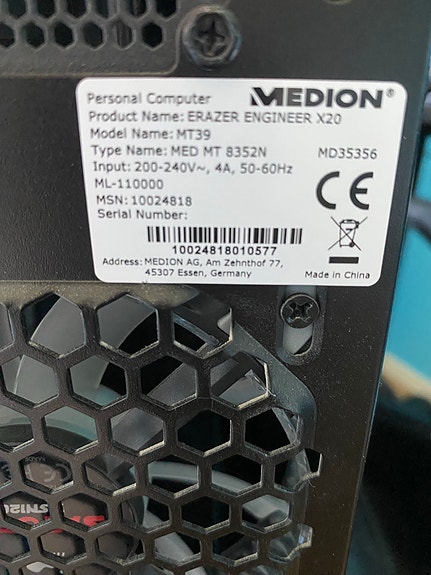 Personal Computer MEDION®
Product Name: ERAZER ENGINEER X20
Model Name: MT39
Type Name: MED MT 8352N MD35356
Input: 200-240V~, 4A, 50-60Hz
ML-110000
MSN: 10024818
Serial Number:
10024818010577
Address: MEDION AG, Am Zehnthof 77,
45307 Essen, Germany
Made in China
CE